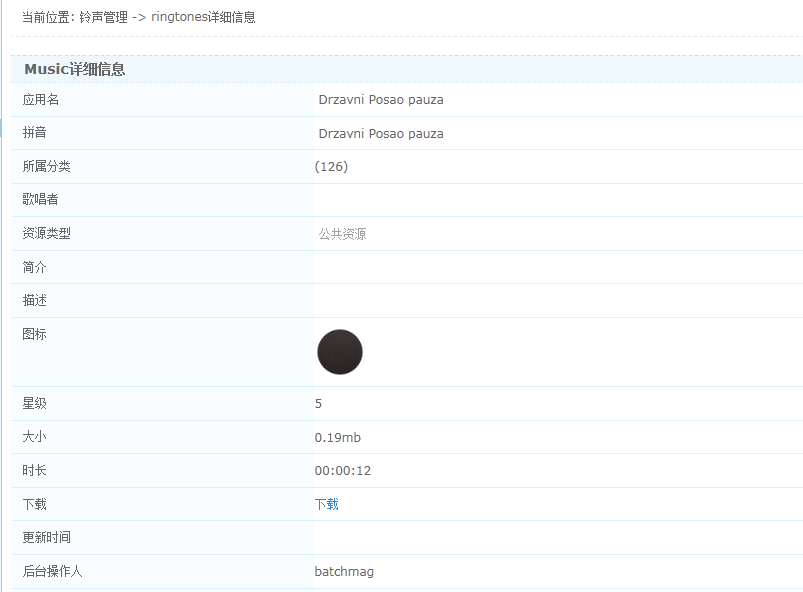 当前位置: 铃声管理 -> ringtones详细信息
Music详细信息
应用名 Drzavni Posao pauza
拼音 Drzavni Posao pauza
所属分类 (126)
歌唱者
资源类型 公共资源
简介
描述
图标
星级 5
大小 0.19mb
时长 00:00:12
下载 下载
更新时间
后台操作人 batchmag